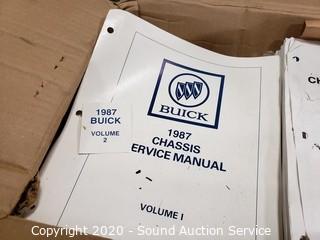 BUICK
1987
CHASSIS
ERVICE MANUAL
VOLUME I
1987
BUICK
VOLUME
2
Copyright 2020 - Sound Auction Service